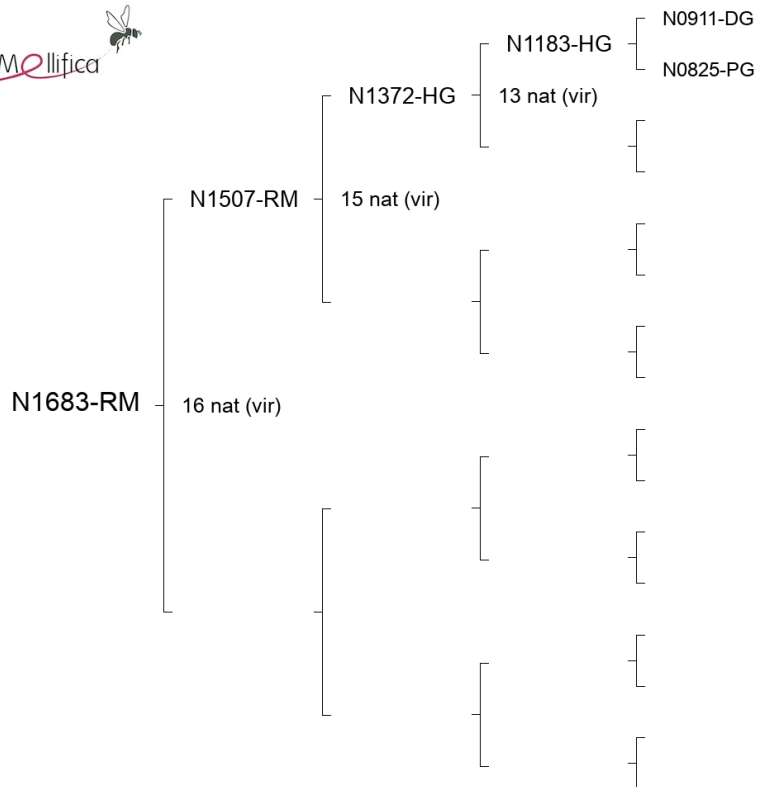 Mellifica
N0911-DG
N1183-HG
N0825-PG
N1372-HG
13 nat (vir)
N1507-RM
15 nat (vir)
N1683-RM
16 nat (vir)